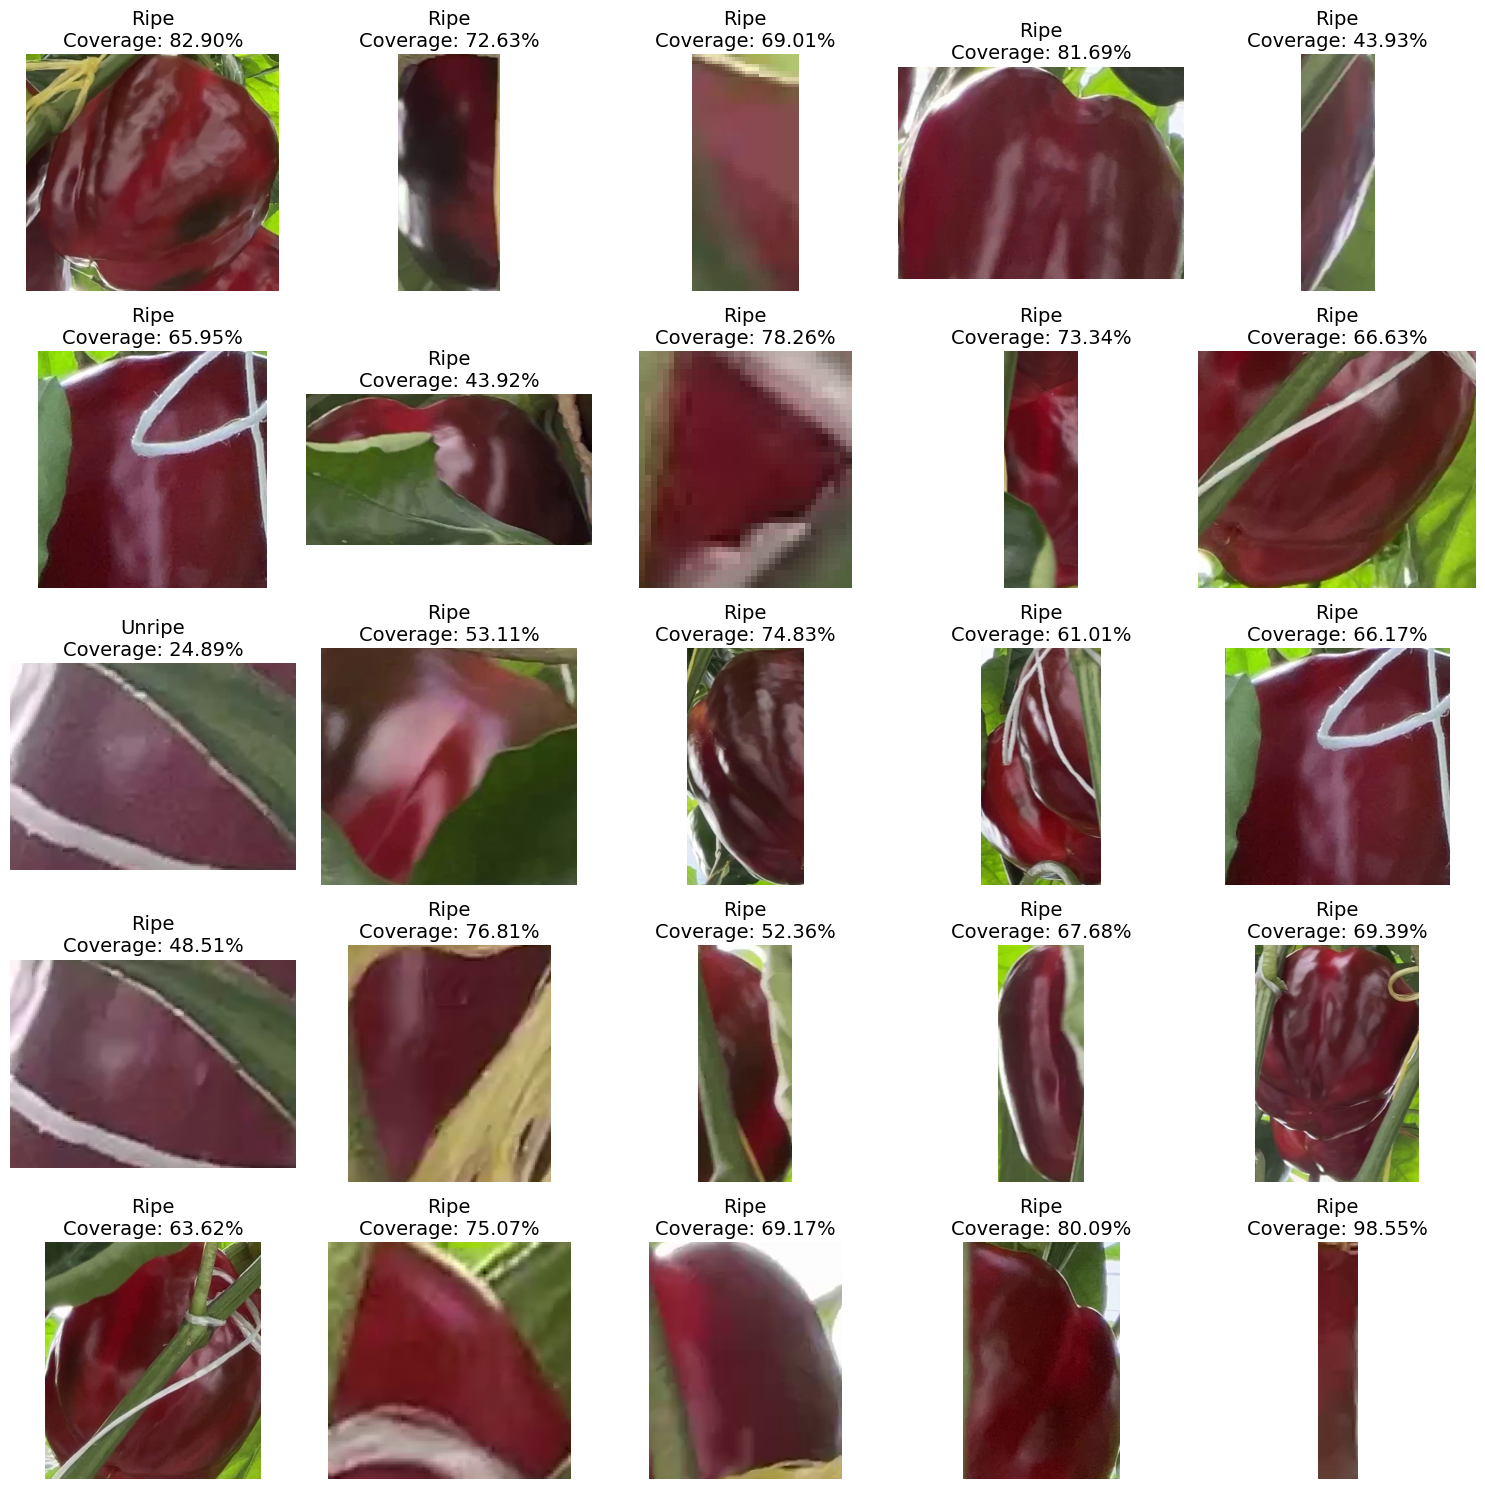 Ripe
Coverage: 82.90%
Ripe
Coverage: 72.63%
Ripe
Coverage: 69.01%
Ripe
Coverage: 81.69%
Ripe
Coverage: 43.93%
Ripe
Coverage: 65.95%
Ripe
Coverage: 43.92%
Ripe
Coverage: 78.26%
Ripe
Coverage: 73.34%
Ripe
Coverage: 66.63%
Unripe
Coverage: 24.89%
Ripe
Coverage: 53.11%
Ripe
Coverage: 74.83%
Ripe
Coverage: 61.01%
Ripe
Coverage: 66.17%
Ripe
Coverage: 48.51%
Ripe
Coverage: 76.81%
Ripe
Coverage: 52.36%
Ripe
Coverage: 67.68%
Ripe
Coverage: 69.39%
Ripe
Coverage: 63.62%
Ripe
Coverage: 75.07%
Ripe
Coverage: 69.17%
Ripe
Coverage: 80.09%
Ripe
Coverage: 98.55%